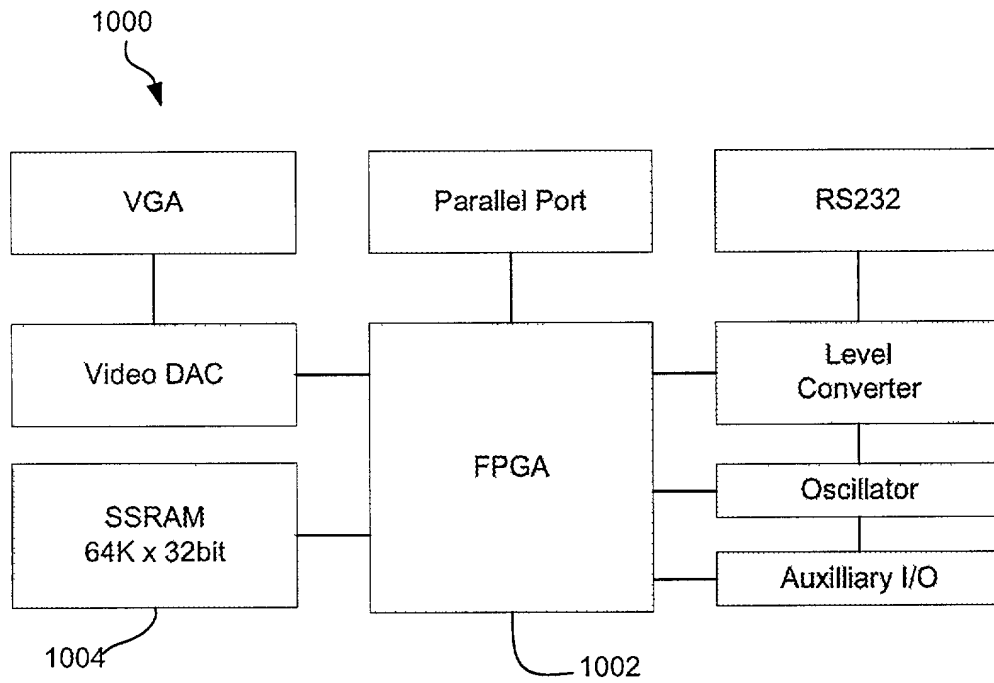 1000
VGA
Parallel Port
RS232
Video DAC
FPGA
Level
Converter
SSRAM
64K x 32bit
Oscillator
Auxilliary I/O
1004
1002